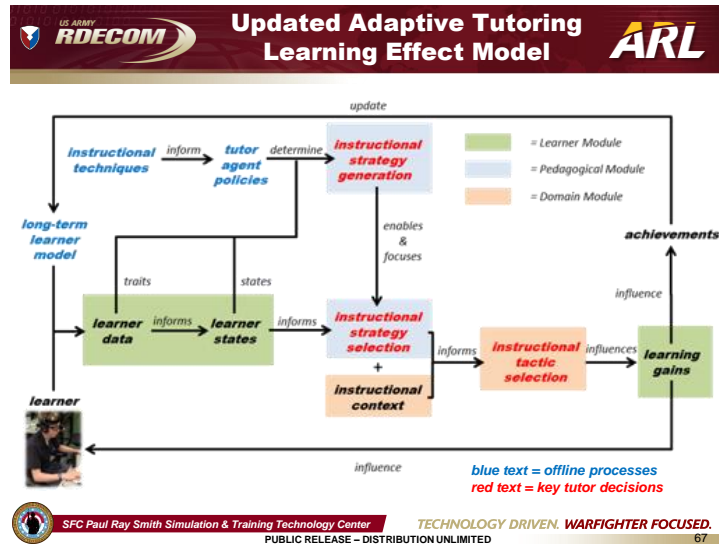 US ARMY
RDECOM
Updated Adaptive Tutoring
Learning Effect Model
ARL
update
instructional
techniques
inform
tutor
agent
policies
determine
instructional
strategy
generation
= Learner Module
= Pedagogical Module
= Domain Module
long-term
learner
model
enables
&
focuses
achievements
traits
states
influence
learner
data
informs
learner
states
informs
instructional
strategy
selection
+
instructional
context
informs
instructional
tactic
selection
influences
learning
gains
learner
influence
blue text = offline processes
red text = key tutor decisions
SFC Paul Ray Smith Simulation & Training Technology Center
TECHNOLOGY DRIVEN. WARFIGHTER FOCUSED.
PUBLIC RELEASE – DISTRIBUTION UNLIMITED
67